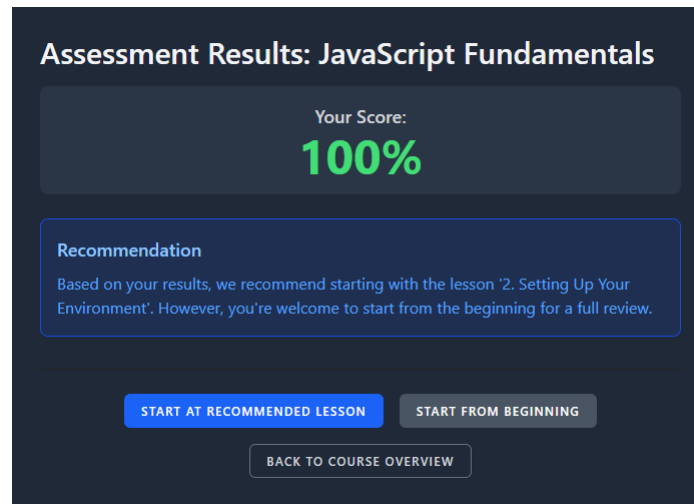 Assessment Results: JavaScript Fundamentals
Your Score:
100%
Recommendation
Based on your results, we recommend starting with the lesson '2. Setting Up Your
Environment'. However, you're welcome to start from the beginning for a full review.
START AT RECOMMENDED LESSON
START FROM BEGINNING
BACK TO COURSE OVERVIEW